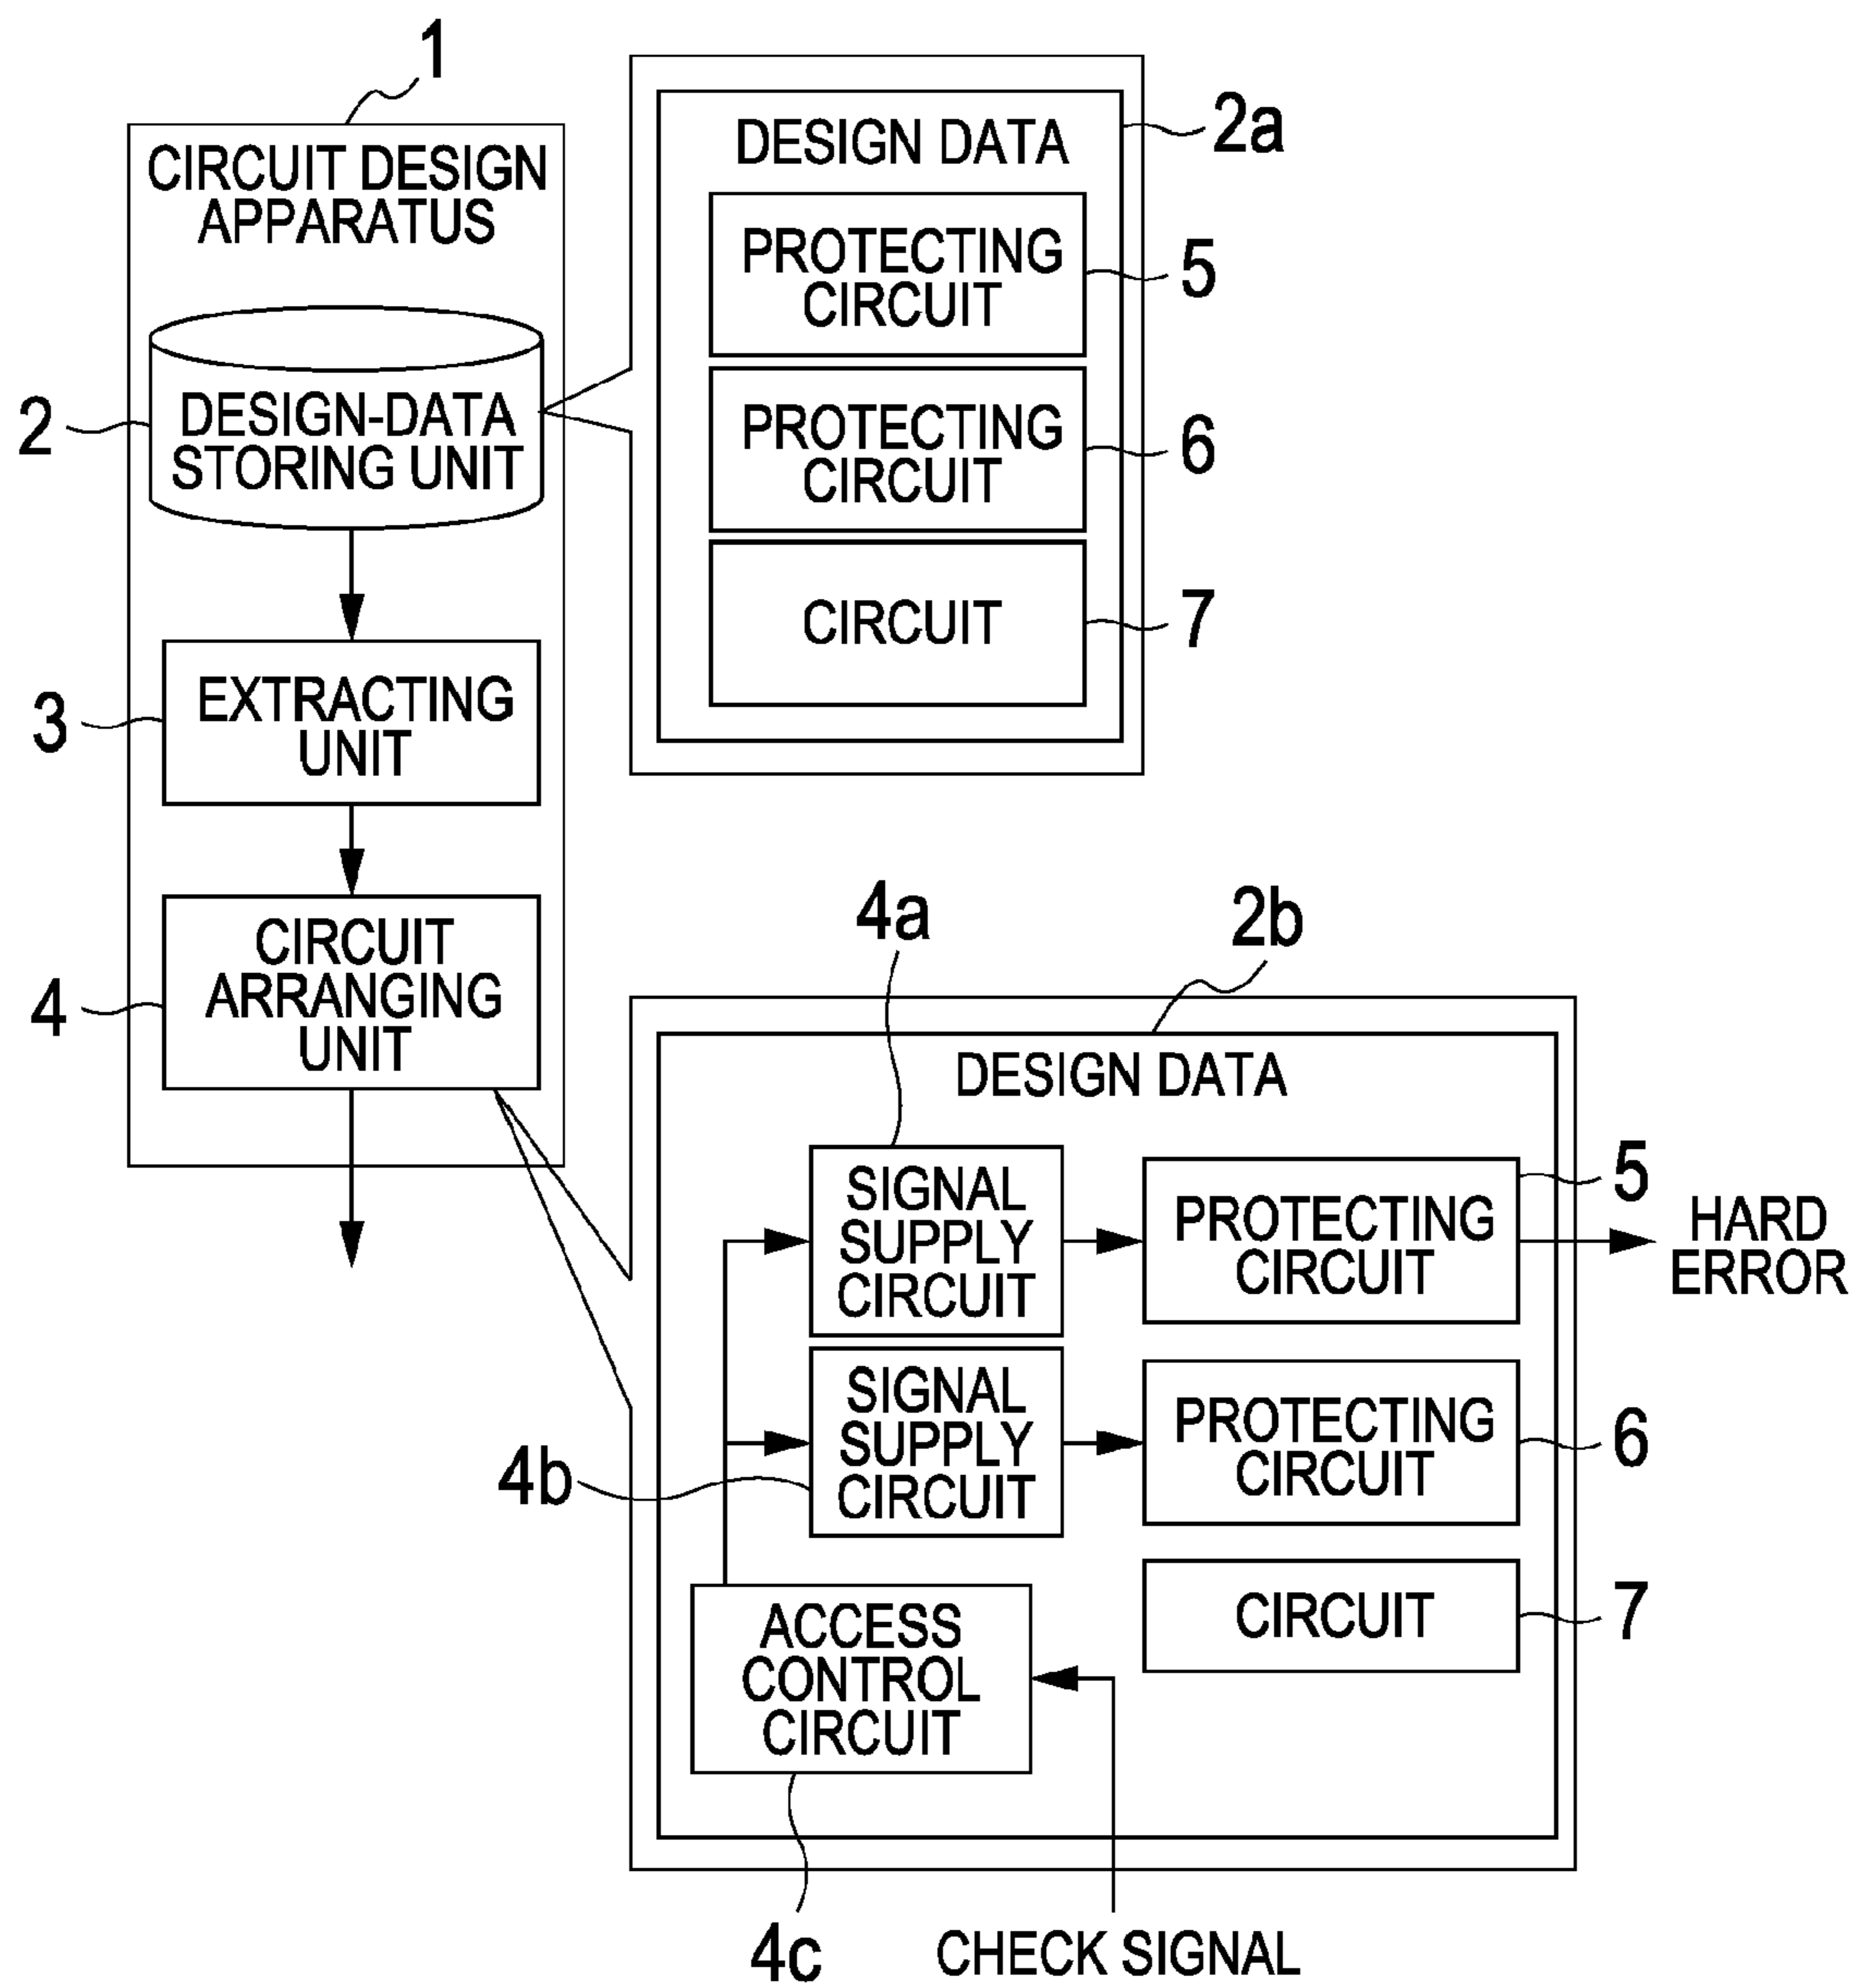 1
CIRCUIT DESIGN
APPARATUS
2
DESIGN-DATA
STORING UNIT
3
EXTRACTING
UNIT
4
CIRCUIT
ARRANGING
UNIT
2a
DESIGN DATA
PROTECTING
CIRCUIT
5
PROTECTING
CIRCUIT
6
CIRCUIT
7
4a
2b
DESIGN DATA
SIGNAL
SUPPLY
CIRCUIT
PROTECTING
CIRCUIT
5
HARD
ERROR
4b
SIGNAL
SUPPLY
CIRCUIT
PROTECTING
CIRCUIT
6
ACCESS
CONTROL
CIRCUIT
CIRCUIT
7
4c
CHECK SIGNAL